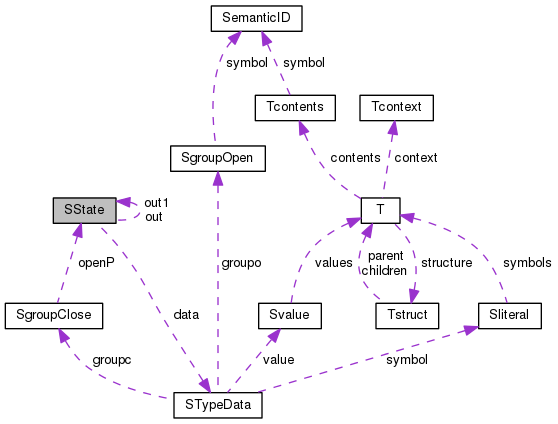 SemanticID
symbol
symbol
Tcontents
Tcontext
SgroupOpen
contents
context
SState
out1
out
T
openP
groupo
values
parent
children
structure
symbols
SgroupClose
data
Svalue
Tstruct
Sliteral
groupc
value
symbol
STypeData